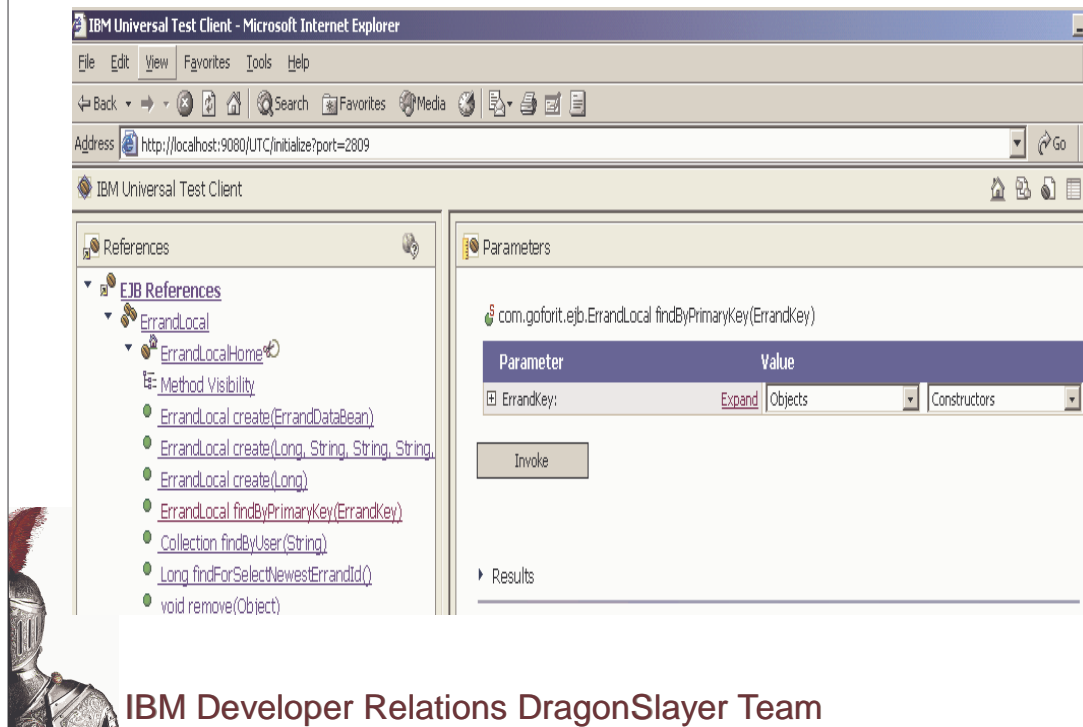 IBM Universal Test Client - Microsoft Internet Explorer
File Edit View Favorites Tools Help
Back Search Favorites Media
Address http://localhost:9080/UTC/initialize?port=2809 Go
IBM Universal Test Client
References
EJB References
ErrandLocal
ErrandLocalHome
Method Visibility
ErrandLocal create(ErrandDataBean)
ErrandLocal create(Long, String, String, String,
ErrandLocal create(Long)
ErrandLocal findByPrimaryKey(ErrandKey)
Collection findByUser(String)
Long findForSelectNewestErrandId()
void remove(Object)
Parameters
com.goforit.ejb.ErrandLocal findByPrimaryKey(ErrandKey)
Parameter Value
ErrandKey: Expand Objects Constructors
Invoke
Results
IBM Developer Relations DragonSlayer Team